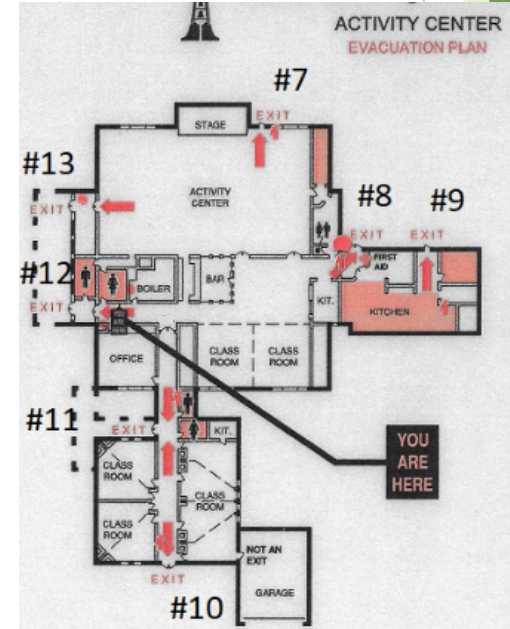 ACTIVITY CENTER
EVACUATION PLAN
#7
EXIT
STAGE
#13
ACTIVITY
CENTER
EXIT
#8
#9
EXIT
EXIT
FIRST
AID
#12
BOILER
BAR
KIT.
KITCHEN
EXIT
OFFICE
CLASS
ROOM
CLASS
ROOM
#11
EXIT
KIT.
YOU
ARE
HERE
CLASS
ROOM
CLASS
ROOM
CLASS
ROOM
NOT AN
EXIT
EXIT
GARAGE
#10